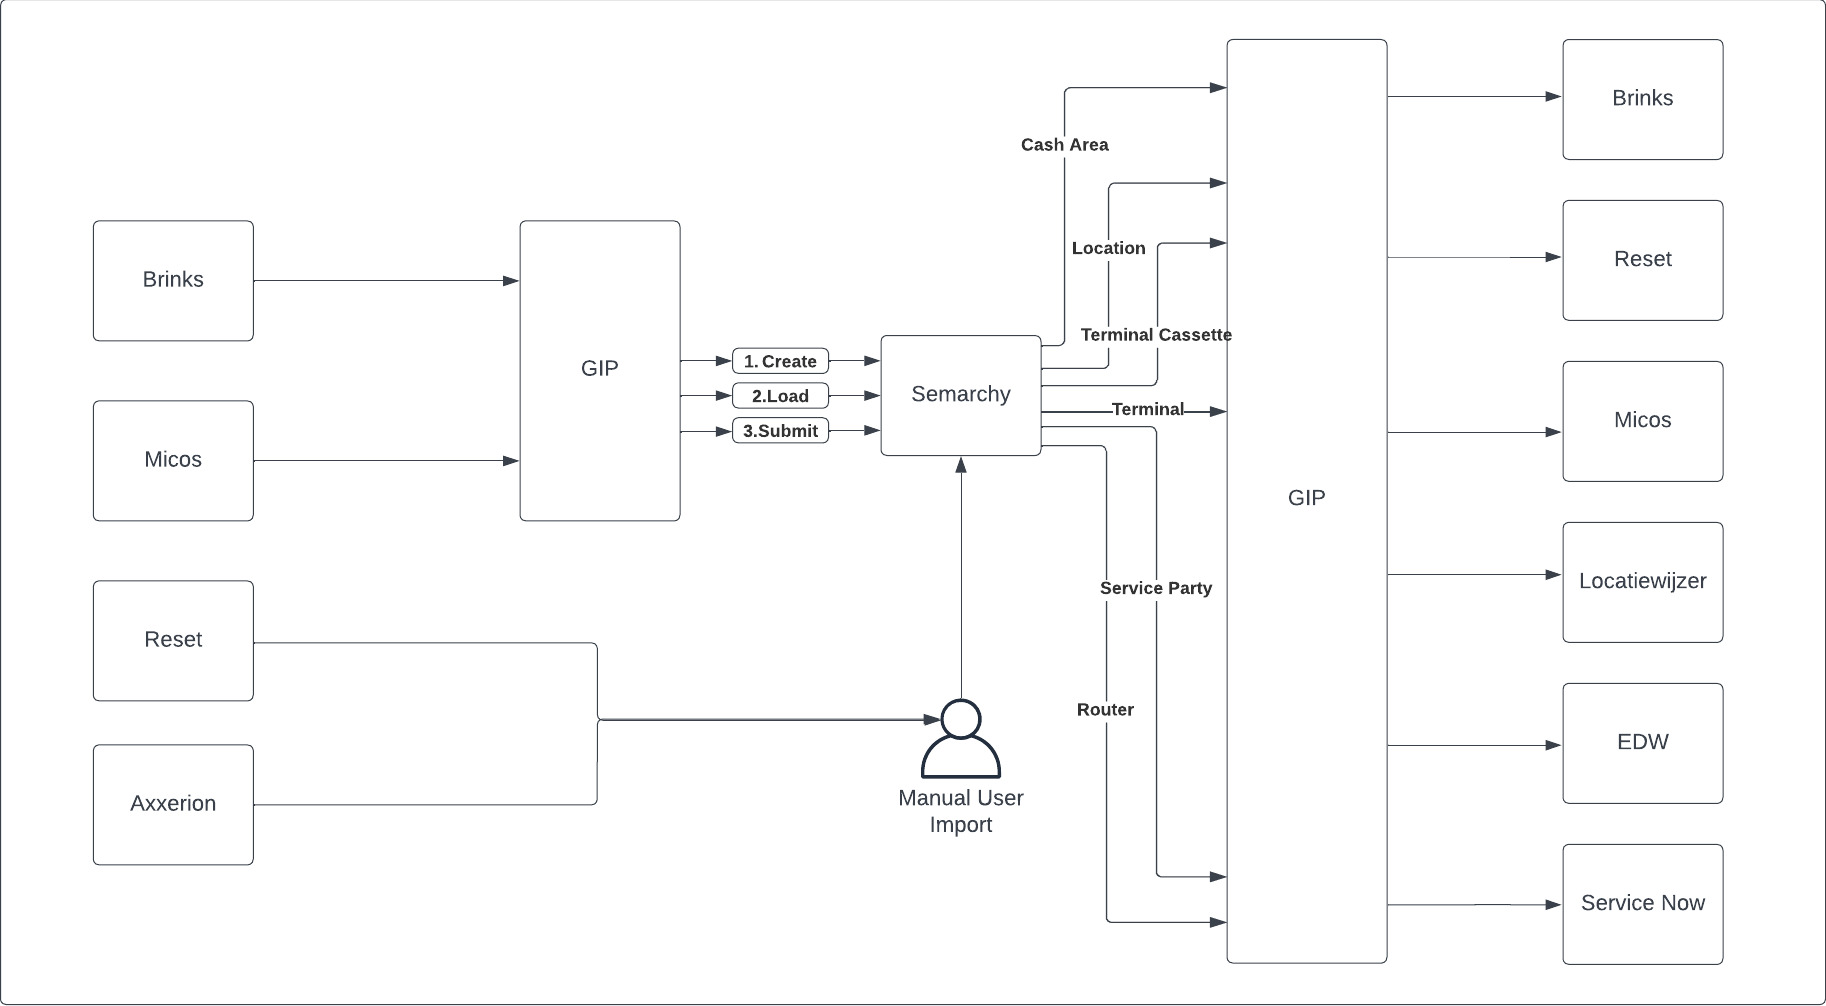 Brinks
Micos
Reset
Axxerion
GIP
1. Create
2.Load
3.Submit
Semarchy
Manual User
Import
Cash Area
Location
Terminal Cassette
Terminal
Service Party
Router
GIP
Brinks
Reset
Micos
Locatiewijzer
EDW
Service Now